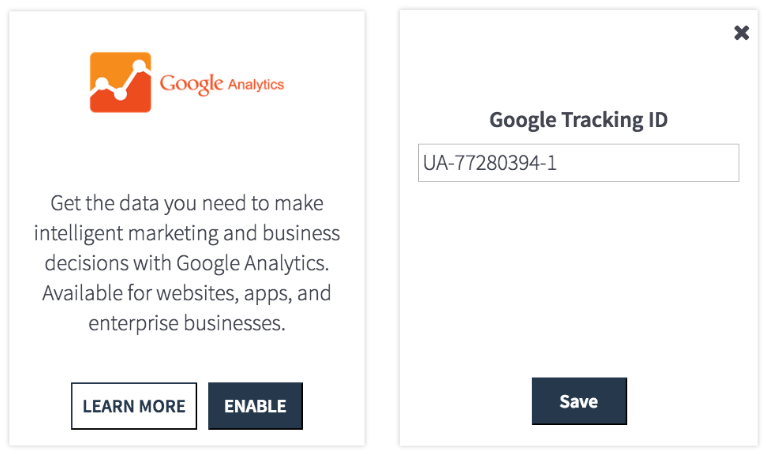 Google Analytics
Get the data you need to make
intelligent marketing and business
decisions with Google Analytics.
Available for websites, apps, and
enterprise businesses.
LEARN MORE
ENABLE
Google Tracking ID
UA-77280394-1
Save